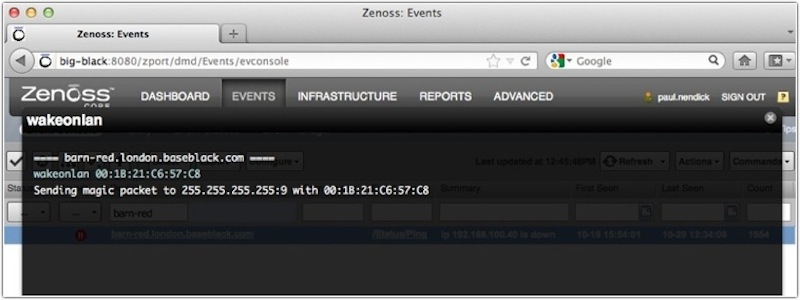 Zenoss: Events
Zenoss: Events
big-black:8080/zport/dmd/Events/evconsole
Google
Zenoss CORE DASHBOARD EVENTS INFRASTRUCTURE REPORTS ADVANCED paul.nendick SIGN OUT ?
wakeonlan
==== barn-red.london.baseblack.com ====
Configure
Last updated at 12:45:46PM Refresh Actions Commands
wakeonlan 00:1B:21:C6:57:C8
Sending magic packet to 255.255.255.255:9 with 00:1B:21:C6:57:C8
Summary First Seen Last Seen Count
barn-red
barn-red.london.baseblack.com /Status/Ping ip 192.168.100.40 is down 10-19 15:54:01 10-29 12:34:09 1554